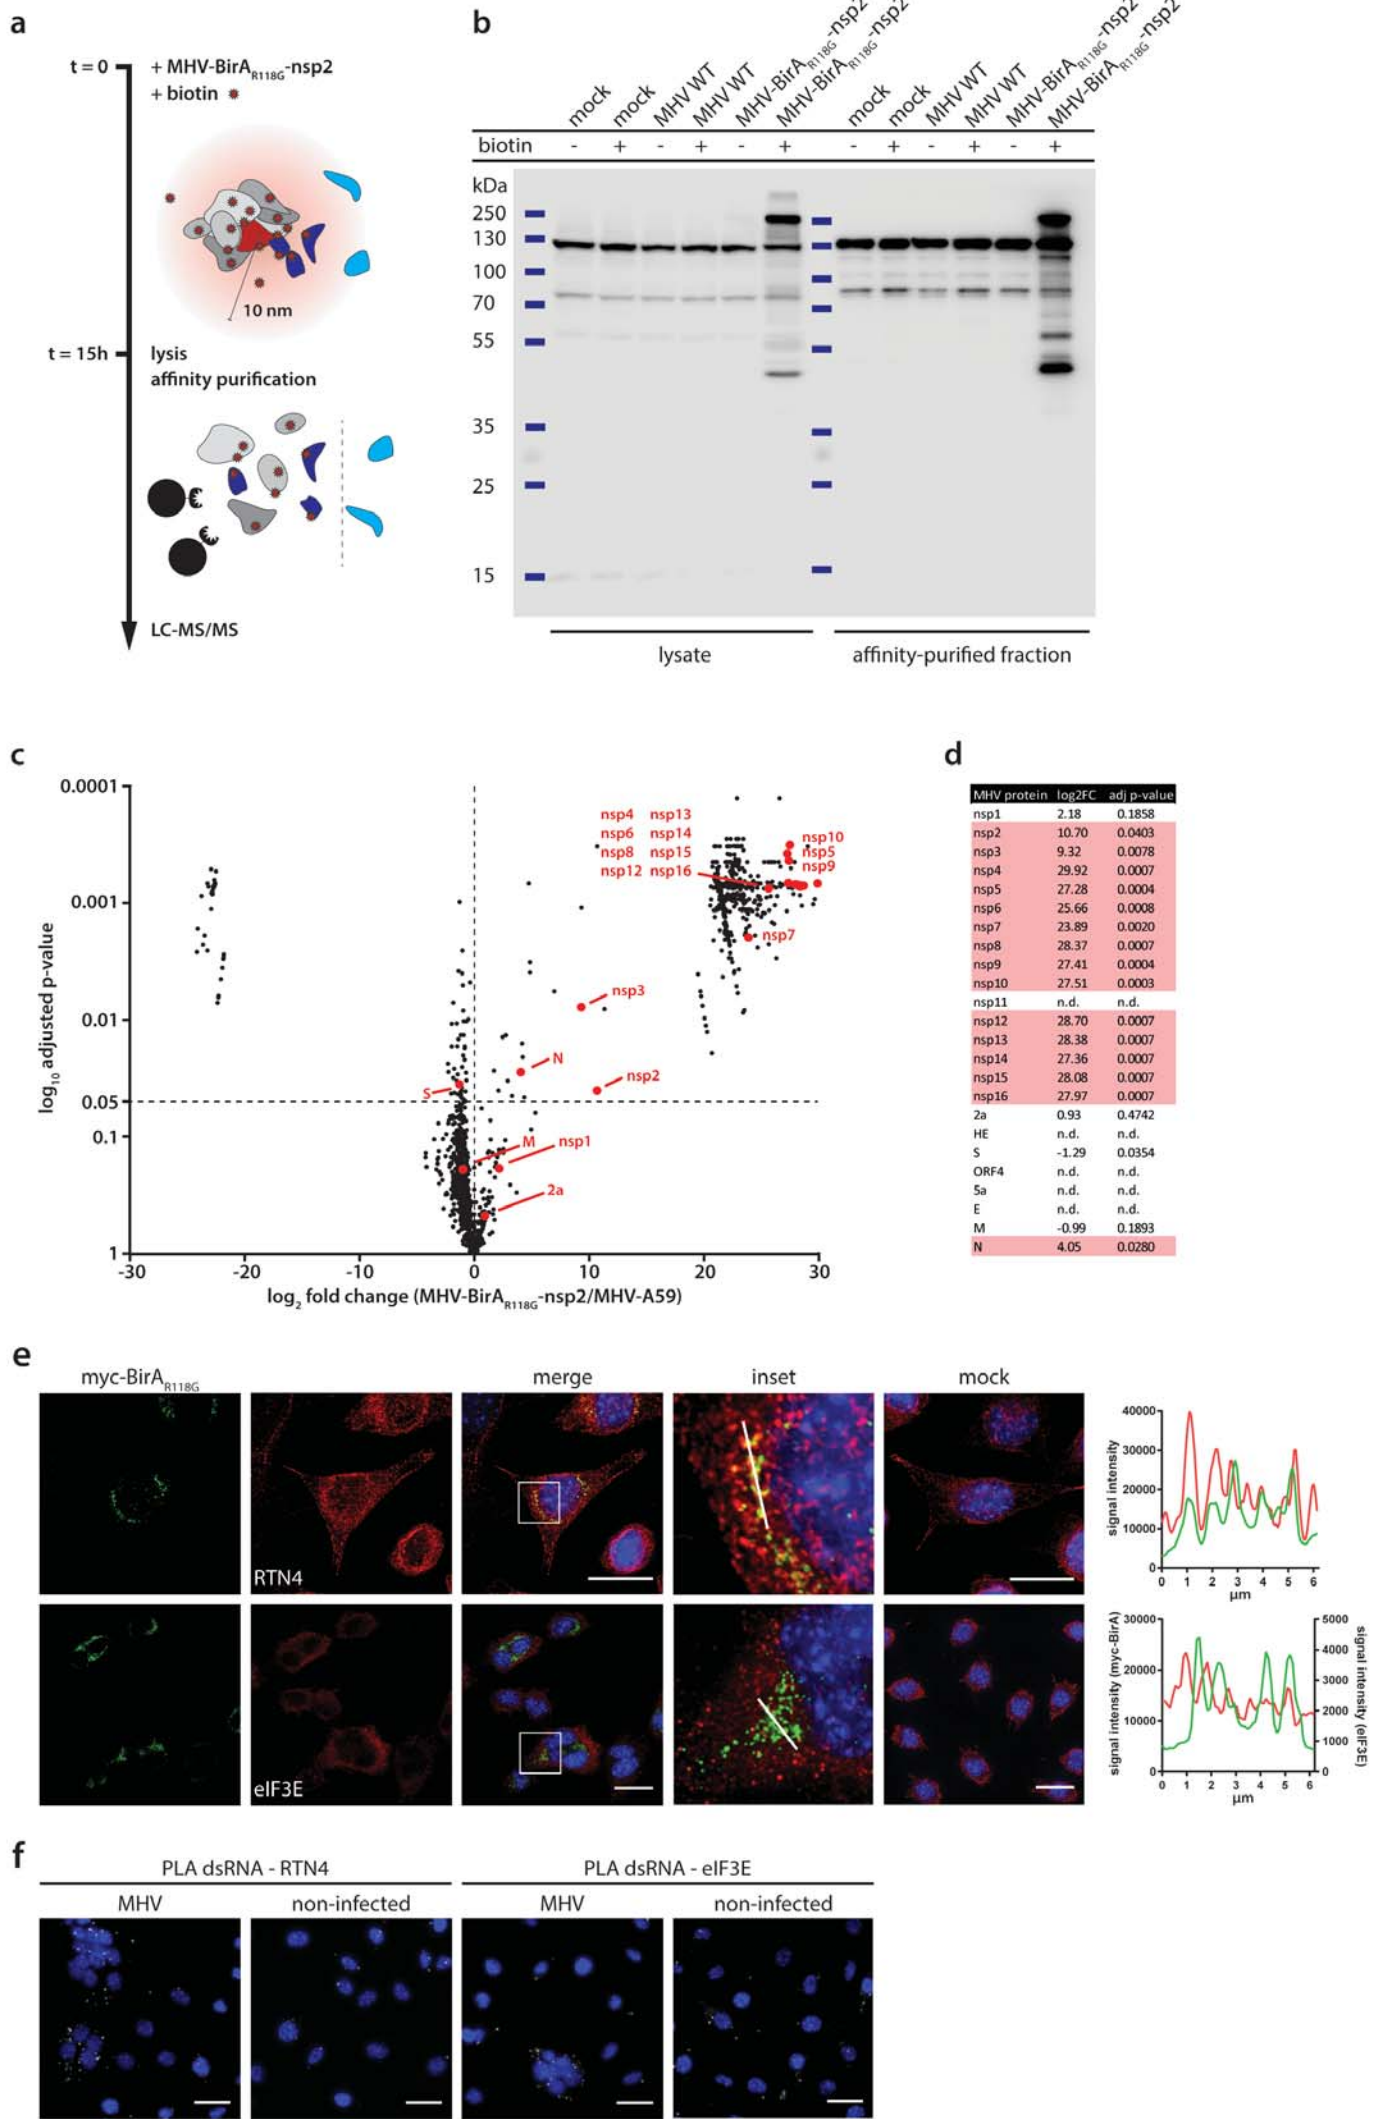 a
t = 0
+ MHV-BirA R118G-nsp2
+ biotin
10 nm
t = 15h
lysis
affinity purification
LC-MS/MS
b
mock
mock
MHV WT
MHV WT
MHV-BirA R118G-nsp2
MHV-BirA R118G-nsp2
mock
mock
MHV WT
MHV WT
MHV-BirA R118G-nsp2
MHV-BirA R118G-nsp2
biotin - + - + - + - + - + - +
kDa
250
130
100
70
55
35
25
15
lysate
affinity-purified fraction
c
log10 adjusted p-value
0.0001
0.001
0.01
0.05
0.1
1
-30 -20 -10 0 10 20 30
log2 fold change (MHV-BirA R118G-nsp2/MHV-A59)
nsp4 nsp13
nsp6 nsp14
nsp8 nsp15
nsp12 nsp16
nsp10
nsp5
nsp9
nsp7
nsp3
N
nsp2
S
M
nsp1
2a
d
MHV protein log2FC adj p-value
nsp1 2.18 0.1858
nsp2 10.70 0.0403
nsp3 9.32 0.0078
nsp4 29.92 0.0007
nsp5 27.28 0.0004
nsp6 25.66 0.0008
nsp7 23.89 0.0020
nsp8 28.37 0.0007
nsp9 27.41 0.0004
nsp10 27.51 0.0003
nsp11 n.d. n.d.
nsp12 28.70 0.0007
nsp13 28.38 0.0007
nsp14 27.36 0.0007
nsp15 28.08 0.0007
nsp16 27.97 0.0007
2a 0.93 0.4742
HE n.d. n.d.
S -1.29 0.0354
ORF4 n.d. n.d.
5a n.d. n.d.
E n.d. n.d.
M -0.99 0.1893
N 4.05 0.0280
e
myc-BirA R118G
merge
inset
mock
RTN4
signal intensity
40000
30000
20000
10000
0
0 1 2 3 4 5 6
µm
eIF3E
signal intensity (myc-BirA)
30000
20000
10000
0
5000
4000
3000
2000
1000
0
signal intensity (eIF3E)
0 1 2 3 4 5 6
µm
f
PLA dsRNA - RTN4
PLA dsRNA - eIF3E
MHV
non-infected
MHV
non-infected